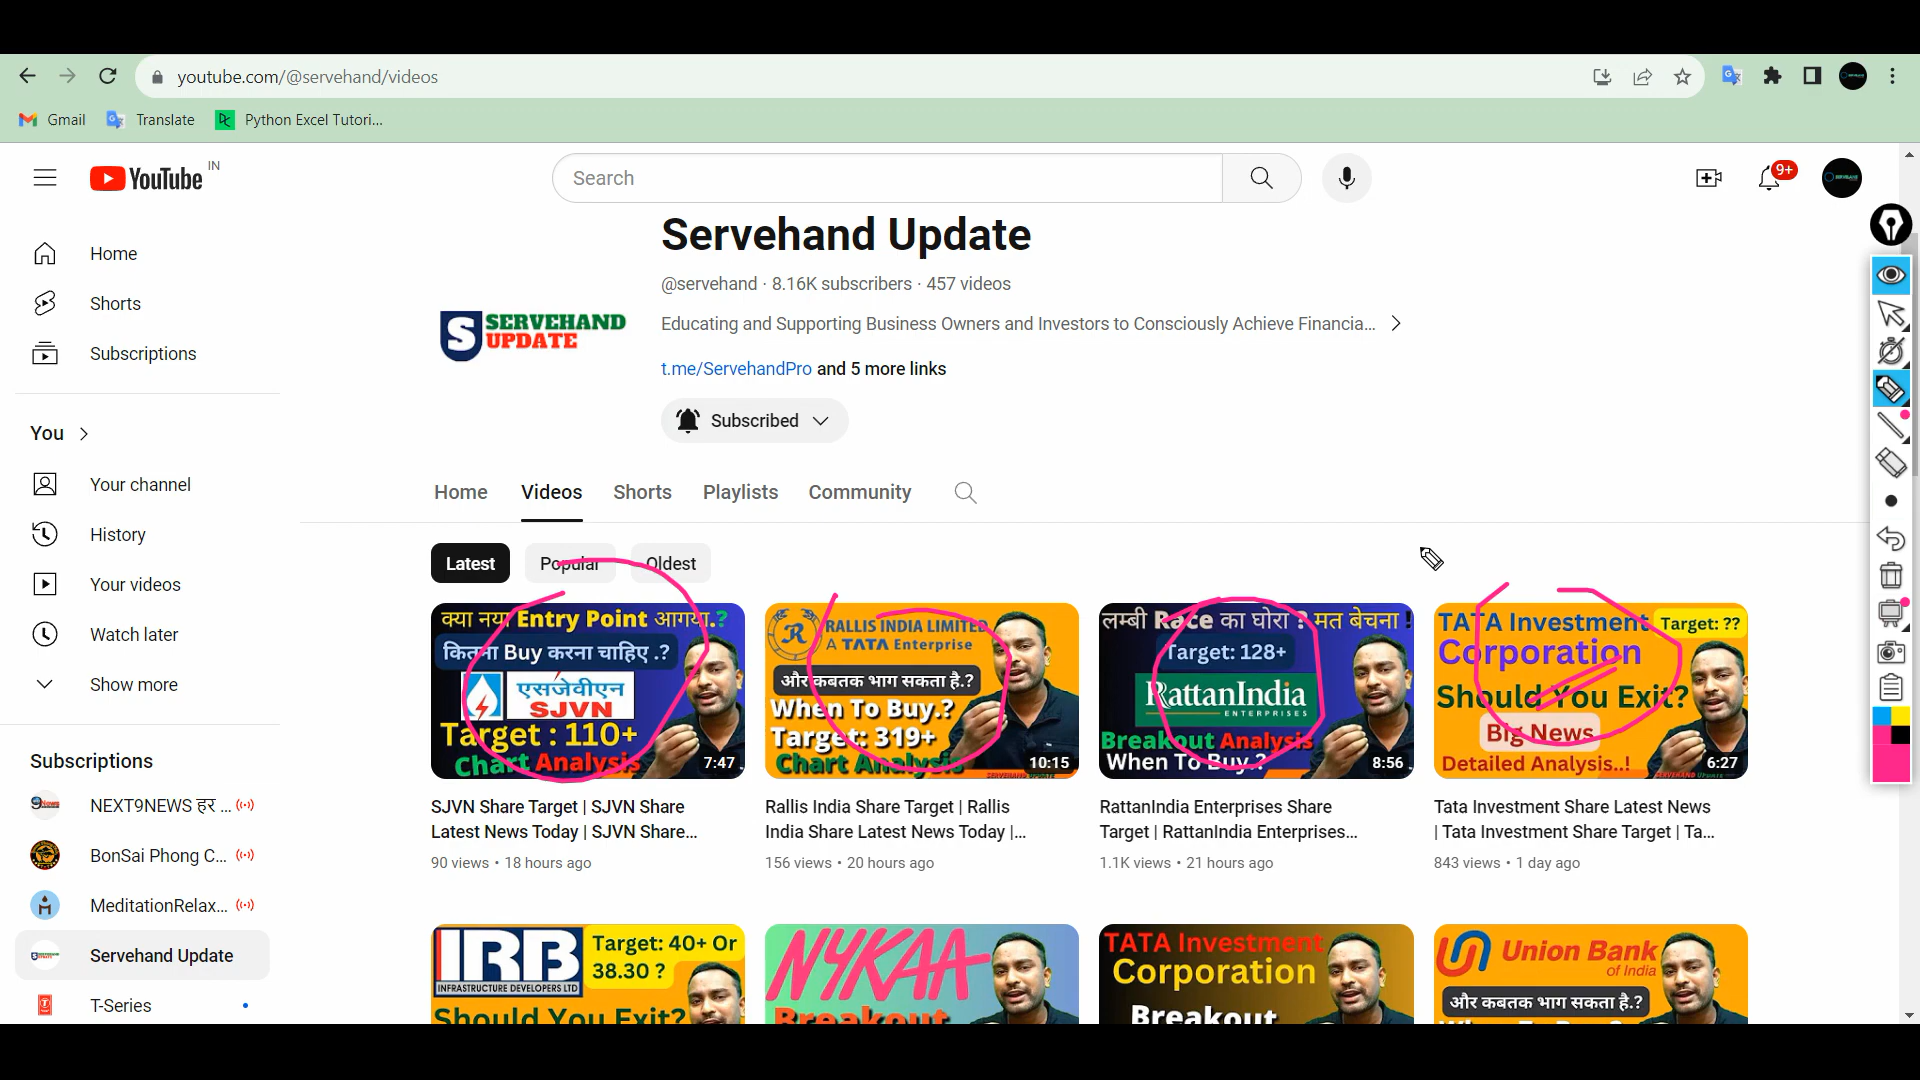 youtube.com/@servehand/videos
Gmail Translate Python Excel Tutori...
YouTube IN
Search
9+
Home
Shorts
Subscriptions
You
Your channel
History
Your videos
Watch later
Show more
Subscriptions
NEXT9NEWS हर ...
BonSai Phong C...
MeditationRelax...
Servehand Update
T-Series
SERVEHAND
UPDATE
Servehand Update
@servehand · 8.16K subscribers · 457 videos
Educating and Supporting Business Owners and Investors to Consciously Achieve Financia...
t.me/ServehandPro and 5 more links
Subscribed
Home Videos Shorts Playlists Community
Latest Popular Oldest
क्या नया Entry Point आगया.?
कितना Buy करना चाहिए .?
एसजेवीएन
SJVN
Target : 110+
Chart Analysis
7:47
SJVN Share Target | SJVN Share
Latest News Today | SJVN Share...
90 views • 18 hours ago
RALLIS INDIA LIMITED
A TATA Enterprise
और कबतक भाग सकता है.?
When To Buy.?
Target: 319+
Chart Analysis
SERVEHAND UPDATE
10:15
Rallis India Share Target | Rallis
India Share Latest News Today |...
156 views • 20 hours ago
लम्बी Race का घोरा ? मत बेचना !
Target: 128+
RattanIndia
ENTERPRISES
Breakout Analysis
When To Buy.?
8:56
RattanIndia Enterprises Share
Target | RattanIndia Enterprises...
1.1K views • 21 hours ago
TATA Investment
Target: ??
Corporation
Should You Exit?
Big News
Detailed Analysis..!
SERVEHAND UPDATE
6:27
Tata Investment Share Latest News
| Tata Investment Share Target | Ta...
843 views • 1 day ago
IRB
INFRASTRUCTURE DEVELOPERS LTD
Target: 40+ Or
38.30 ?
Should You Exit?
NYKAA
Breakout
TATA Investment
Corporation
Breakout
Union Bank
of India
और कबतक भाग सकता है.?